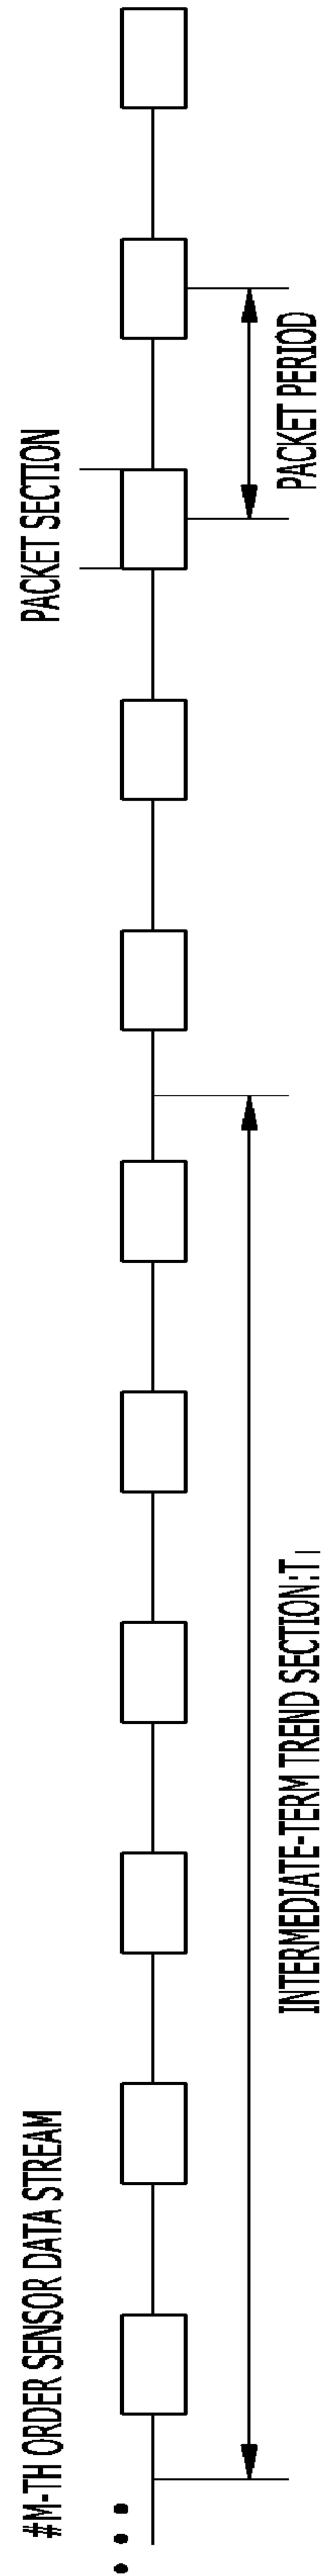 #M-TH ORDER SENSOR DATA STREAM
PACKET SECTION
INTERMEDIATE-TERM TREND SECTION:T|
PACKET PERIOD